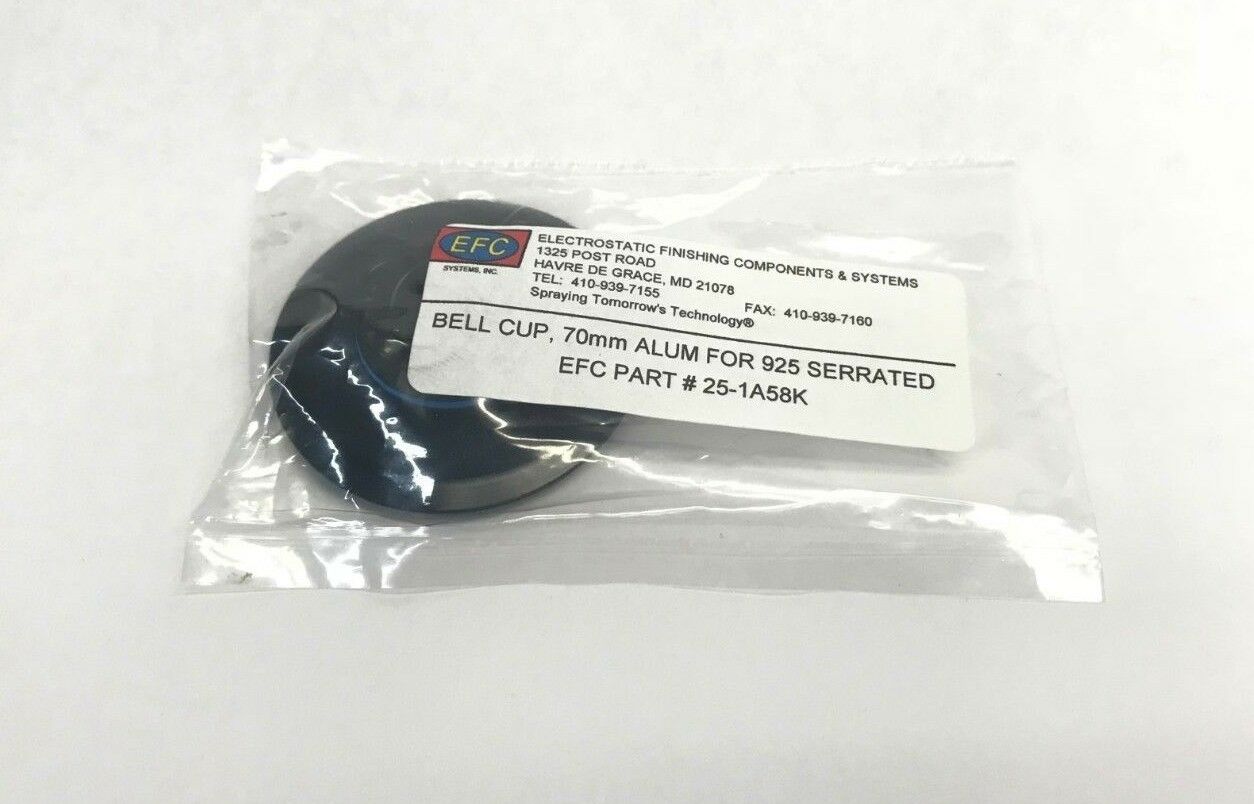 EFC
SYSTEMS, INC.
ELECTROSTATIC FINISHING COMPONENTS & SYSTEMS
1325 POST ROAD
HAVRE DE GRACE, MD 21078
TEL: 410-939-7155 FAX: 410-939-7160
Spraying Tomorrow's Technology®
BELL CUP, 70mm ALUM FOR 925 SERRATED
EFC PART # 25-1A58K